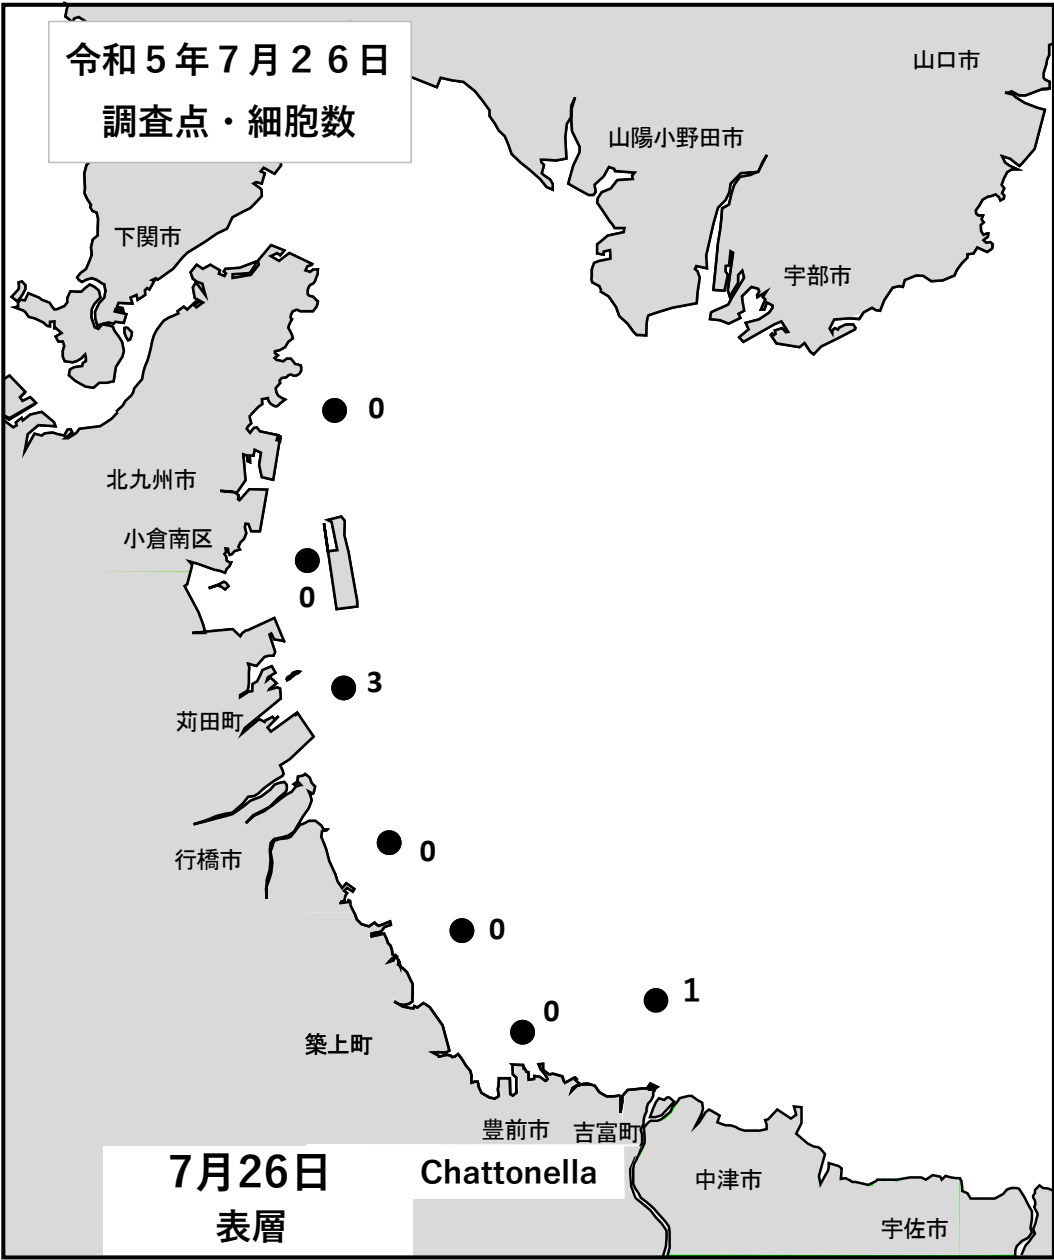 令和５年７月２６日
調査点・細胞数
山口市
山陽小野田市
下関市
宇部市
0
北九州市
小倉南区
0
3
苅田町
行橋市
0
0
1
0
築上町
豊前市
吉富町
7月26日
表層
Chattonella
中津市
宇佐市